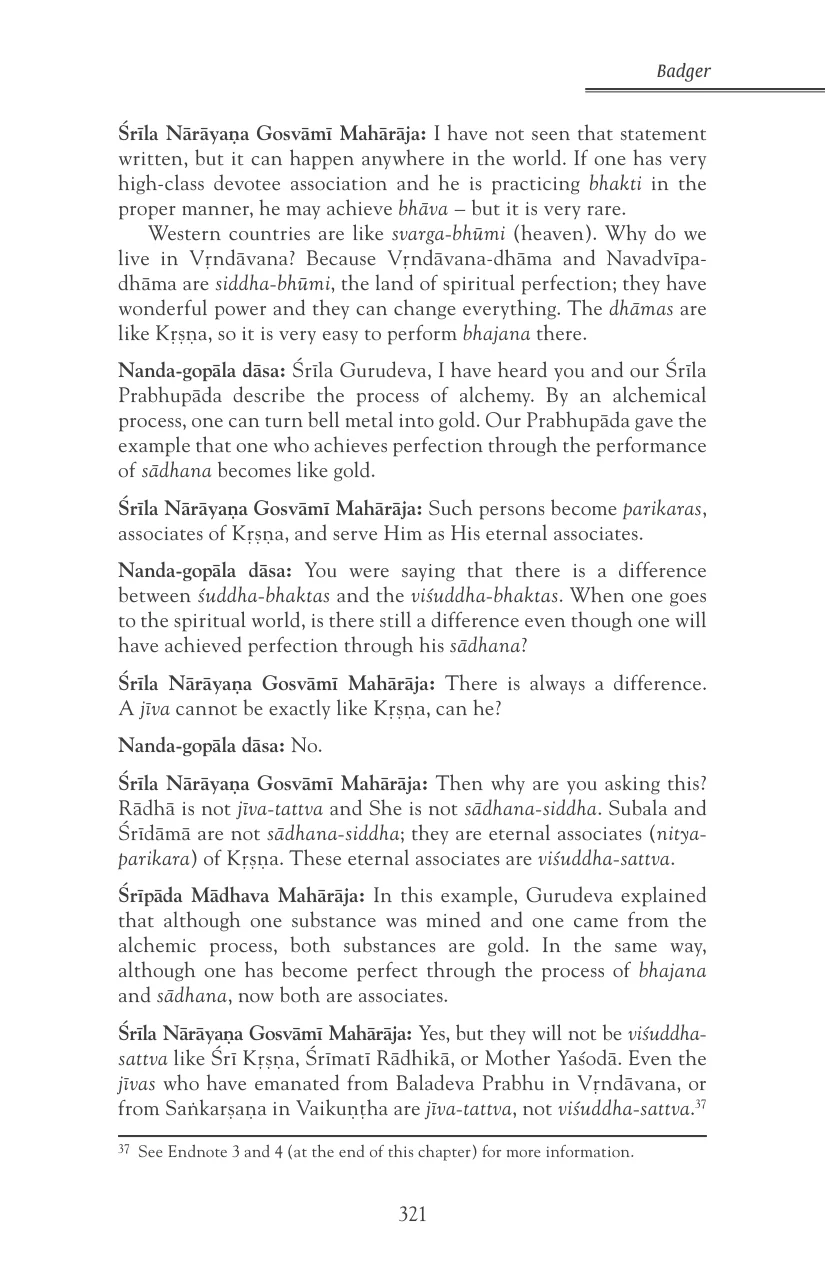 Badger
Śrīla Nārāyaṇa Gosvāmī Mahārāja: I have not seen that statement
written, but it can happen anywhere in the world. If one has very
high-class devotee association and he is practicing bhakti in the
proper manner, he may achieve bhāva – but it is very rare.
Western countries are like svarga-bhūmi (heaven). Why do we
live in Vṛndāvana? Because Vṛndāvana-dhāma and Navadvīpa-
dhāma are siddha-bhūmi, the land of spiritual perfection; they have
wonderful power and they can change everything. The dhāmas are
like Kṛṣṇa, so it is very easy to perform bhajana there.
Nanda-gopāla dāsa: Śrīla Gurudeva, I have heard you and our Śrīla
Prabhupāda describe the process of alchemy. By an alchemical
process, one can turn bell metal into gold. Our Prabhupāda gave the
example that one who achieves perfection through the performance
of sādhana becomes like gold.
Śrīla Nārāyaṇa Gosvāmī Mahārāja: Such persons become parikaras,
associates of Kṛṣṇa, and serve Him as His eternal associates.
Nanda-gopāla dāsa: You were saying that there is a difference
between śuddha-bhaktas and the viśuddha-bhaktas. When one goes
to the spiritual world, is there still a difference even though one will
have achieved perfection through his sādhana?
Śrīla Nārāyaṇa Gosvāmī Mahārāja: There is always a difference.
A jīva cannot be exactly like Kṛṣṇa, can he?
Nanda-gopāla dāsa: No.
Śrīla Nārāyaṇa Gosvāmī Mahārāja: Then why are you asking this?
Rādhā is not jīva-tattva and She is not sādhana-siddha. Subala and
Śrīdāmā are not sādhana-siddha; they are eternal associates (nitya-
parikara) of Kṛṣṇa. These eternal associates are viśuddha-sattva.
Śrīpāda Mādhava Mahārāja: In this example, Gurudeva explained
that although one substance was mined and one came from the
alchemic process, both substances are gold. In the same way,
although one has become perfect through the process of bhajana
and sādhana, now both are associates.
Śrīla Nārāyaṇa Gosvāmī Mahārāja: Yes, but they will not be viśuddha-
sattva like Śrī Kṛṣṇa, Śrīmatī Rādhikā, or Mother Yaśodā. Even the
jīvas who have emanated from Baladeva Prabhu in Vṛndāvana, or
from Saṅkarṣaṇa in Vaikuṇṭha are jīva-tattva, not viśuddha-sattva.37
37 See Endnote 3 and 4 (at the end of this chapter) for more information.
321